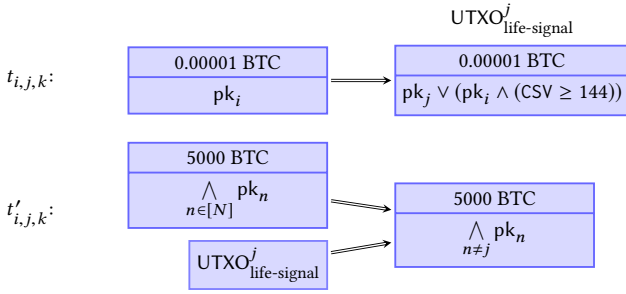 UTXO^j_life-signal
t_{i,j,k}:
0.00001 BTC
pk_i
0.00001 BTC
pk_j ∨ (pk_i ∧ (CSV ≥ 144))
t'_{i,j,k}:
5000 BTC
⋀_{n∈[N]} pk_n
UTXO^j_life-signal
5000 BTC
⋀_{n≠j} pk_n